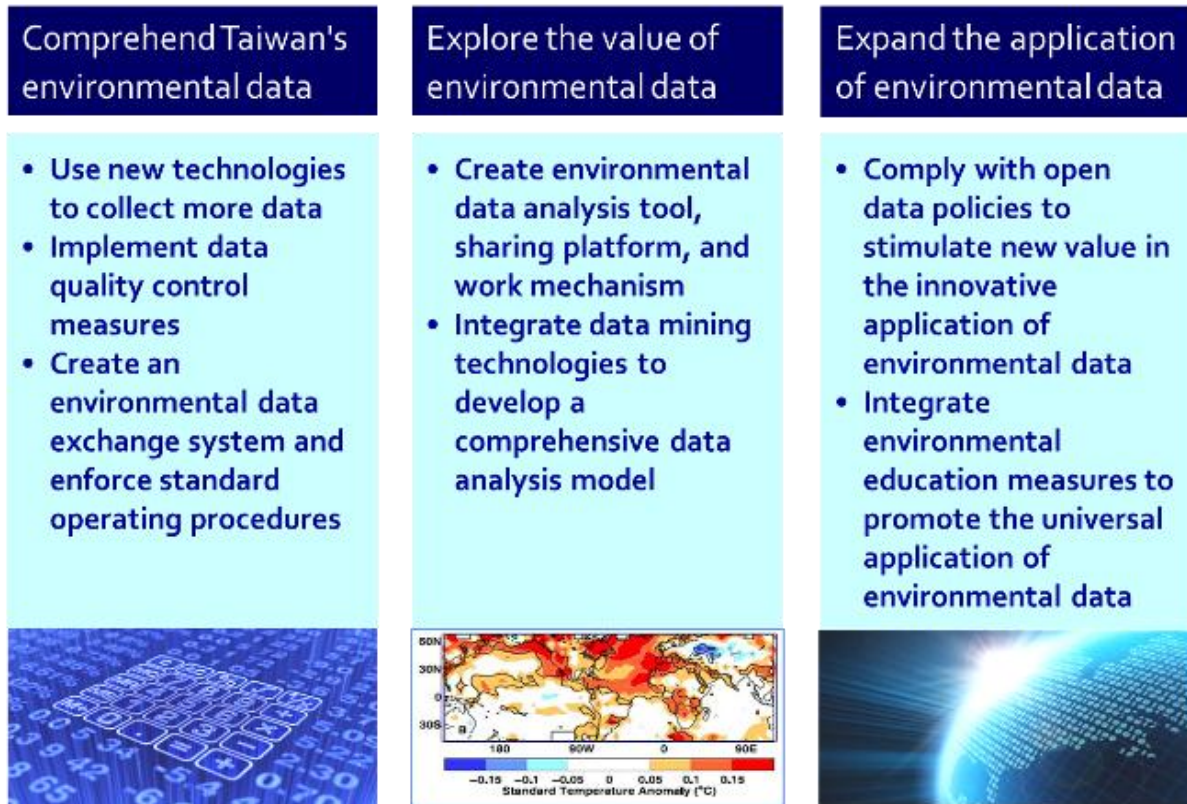 Comprehend Taiwan's
environmental data
• Use new technologies
to collect more data
• Implement data
quality control
measures
• Create an
environmental data
exchange system and
enforce standard
operating procedures
Explore the value of
environmental data
• Create environmental
data analysis tool,
sharing platform, and
work mechanism
• Integrate data mining
technologies to
develop a
comprehensive data
analysis model
Expand the application
of environmental data
• Comply with open
data policies to
stimulate new value in
the innovative
application of
environmental data
• Integrate
environmental
education measures to
promote the universal
application of
environmental data
60N
30N
0
30S
B
180 90W 0 90E
−0.15 −0.1 −0.05 0 0.05 0.1 0.15
Standard Temperature Anomaly (°C)